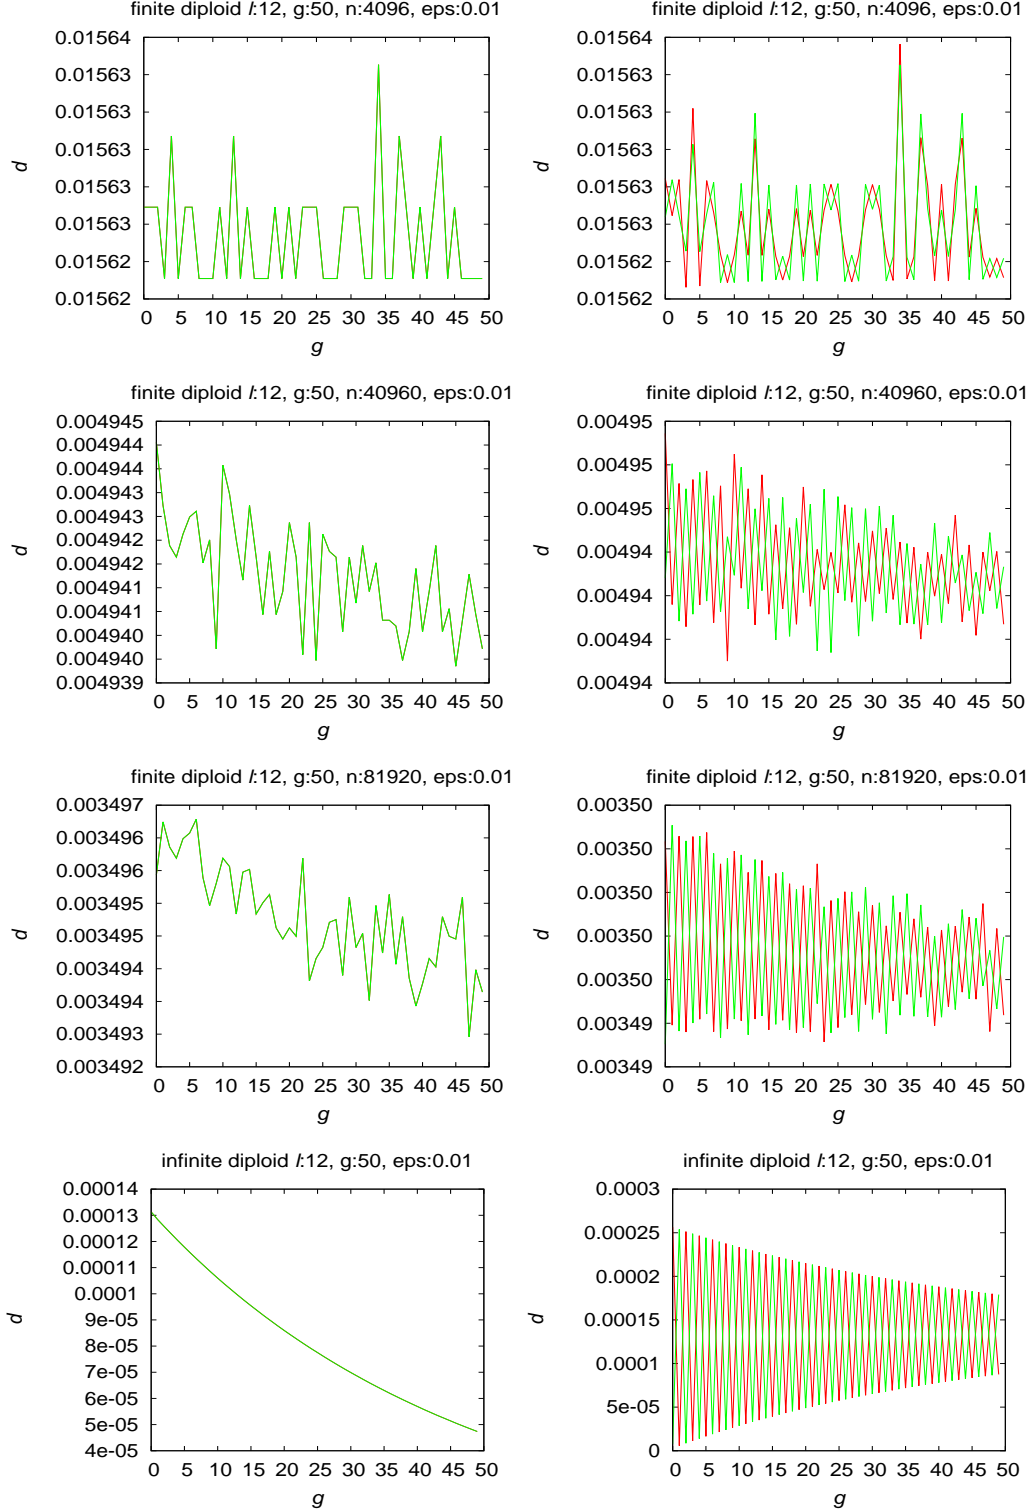 finite diploid l:12, g:50, n:4096, eps:0.01
0.01564
0.01563
0.01563
0.01563
0.01563
0.01563
0.01562
0.01562
d
0 5 10 15 20 25 30 35 40 45 50
g
finite diploid l:12, g:50, n:4096, eps:0.01
0.01564
0.01563
0.01563
0.01563
0.01563
0.01563
0.01562
0.01562
d
0 5 10 15 20 25 30 35 40 45 50
g
finite diploid l:12, g:50, n:40960, eps:0.01
0.004945
0.004944
0.004944
0.004943
0.004943
0.004942
0.004942
0.004941
0.004941
0.004940
0.004940
0.004939
d
0 5 10 15 20 25 30 35 40 45 50
g
finite diploid l:12, g:50, n:40960, eps:0.01
0.00495
0.00495
0.00495
0.00494
0.00494
0.00494
0.00494
d
0 5 10 15 20 25 30 35 40 45 50
g
finite diploid l:12, g:50, n:81920, eps:0.01
0.003497
0.003496
0.003496
0.003495
0.003495
0.003494
0.003494
0.003493
0.003492
d
0 5 10 15 20 25 30 35 40 45 50
g
finite diploid l:12, g:50, n:81920, eps:0.01
0.00350
0.00350
0.00350
0.00350
0.00350
0.00349
0.00349
d
0 5 10 15 20 25 30 35 40 45 50
g
infinite diploid l:12, g:50, eps:0.01
0.00014
0.00013
0.00012
0.00011
0.0001
9e-05
8e-05
7e-05
6e-05
5e-05
4e-05
d
0 5 10 15 20 25 30 35 40 45 50
g
infinite diploid l:12, g:50, eps:0.01
0.0003
0.00025
0.0002
0.00015
0.0001
5e-05
0
d
0 5 10 15 20 25 30 35 40 45 50
g